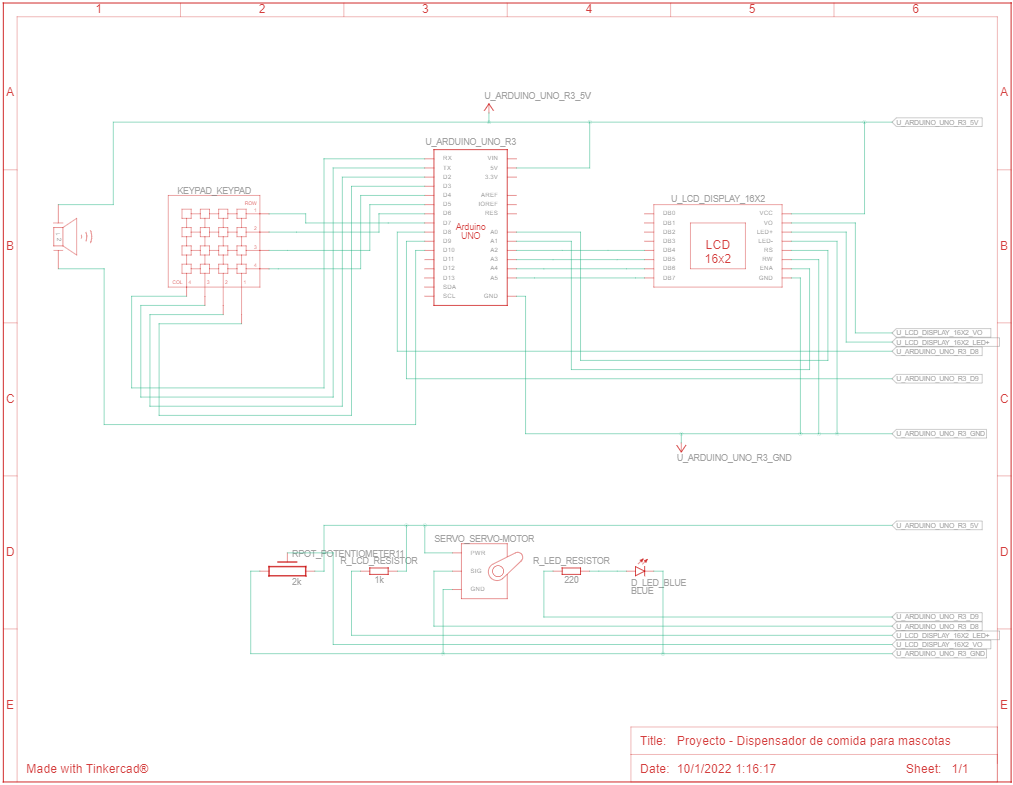 1 2 3 4 5 6
A A
U_ARDUINO_UNO_R3_5V
U_ARDUINO_UNO_R3_5V
U_ARDUINO_UNO_R3
RX VIN
TX 5V
D2 3.3V
D3
D4 AREF
D5 IOREF
D6 RES
D7
D8 A0
D9 A1
D10 A2
D11 A3
D12 A4
D13 A5
SDA
SCL GND
Arduino
UNO
KEYPAD_KEYPAD
ROW
1
2
3
4
COL 4 3 2 1
B B
U_LCD_DISPLAY_16X2
DB0 VCC
DB1 VO
DB2 LED+
DB3 LED-
DB4 RS
DB5 RW
DB6 ENA
DB7 GND
LCD
16x2
U_LCD_DISPLAY_16X2_VO
U_LCD_DISPLAY_16X2_LED+
U_ARDUINO_UNO_R3_D8
U_ARDUINO_UNO_R3_D9
C C
U_ARDUINO_UNO_R3_GND
U_ARDUINO_UNO_R3_GND
U_ARDUINO_UNO_R3_5V
D D
RPOT_POTENTIOMETER11
2k
R_LCD_RESISTOR
1k
SERVO_SERVO-MOTOR
PWR
SIG
GND
R_LED_RESISTOR
220
D_LED_BLUE
BLUE
U_ARDUINO_UNO_R3_D9
U_ARDUINO_UNO_R3_D8
U_LCD_DISPLAY_16X2_LED+
U_LCD_DISPLAY_16X2_VO
U_ARDUINO_UNO_R3_GND
E E
Title: Proyecto - Dispensador de comida para mascotas
Made with Tinkercad® Date: 10/1/2022 1:16:17 Sheet: 1/1